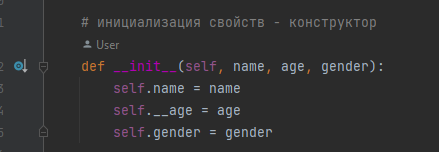 # инициализация свойств - конструктор
User
def __init__(self, name, age, gender):
self.name = name
self.__age = age
self.gender = gender